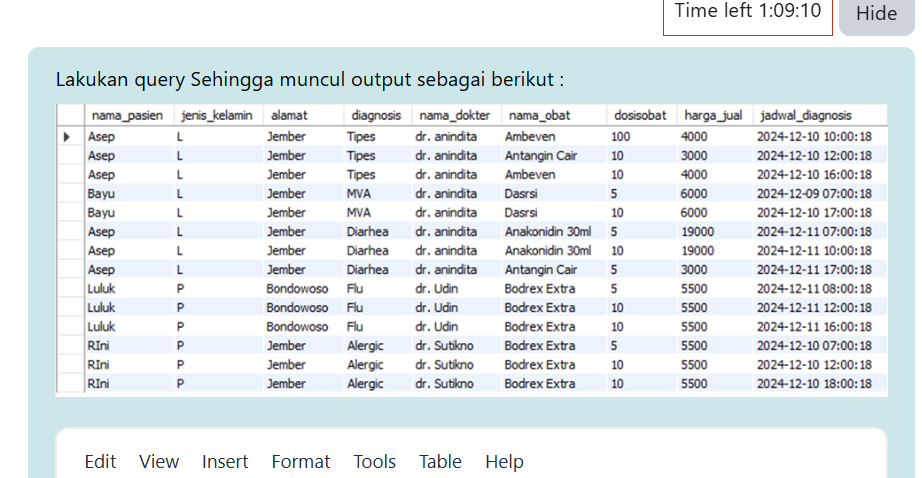 Time left 1:09:10
Hide
Lakukan query Sehingga muncul output sebagai berikut :
nama_pasien jenis_kelamin alamat diagnosis nama_dokter nama_obat dosisobat harga_jual jadwal_diagnosis
Asep L Jember Tipes dr. anindita Ambeven 100 4000 2024-12-10 10:00:18
Asep L Jember Tipes dr. anindita Antangin Cair 10 3000 2024-12-10 12:00:18
Asep L Jember Tipes dr. anindita Ambeven 10 4000 2024-12-10 16:00:18
Bayu L Jember MVA dr. anindita Dasrsi 5 6000 2024-12-09 07:00:18
Bayu L Jember MVA dr. anindita Dasrsi 10 6000 2024-12-10 17:00:18
Asep L Jember Diarhea dr. anindita Anakonidin 30ml 5 19000 2024-12-11 07:00:18
Asep L Jember Diarhea dr. anindita Anakonidin 30ml 10 19000 2024-12-11 10:00:18
Asep L Jember Diarhea dr. anindita Antangin Cair 5 3000 2024-12-11 17:00:18
Luluk P Bondowoso Flu dr. Udin Bodrex Extra 5 5500 2024-12-11 08:00:18
Luluk P Bondowoso Flu dr. Udin Bodrex Extra 10 5500 2024-12-11 12:00:18
Luluk P Bondowoso Flu dr. Udin Bodrex Extra 10 5500 2024-12-11 16:00:18
RIni P Jember Alergic dr. Sutikno Bodrex Extra 5 5500 2024-12-10 07:00:18
RIni P Jember Alergic dr. Sutikno Bodrex Extra 10 5500 2024-12-10 12:00:18
RIni P Jember Alergic dr. Sutikno Bodrex Extra 10 5500 2024-12-10 18:00:18
Edit View Insert Format Tools Table Help